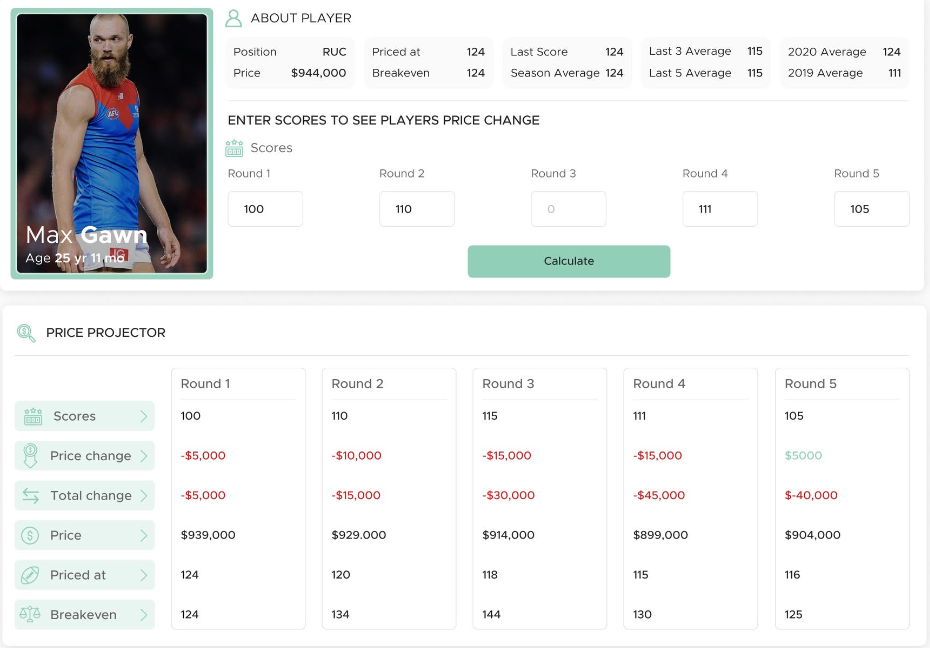 ABOUT PLAYER
Position RUC Priced at 124 Last Score 124 Last 3 Average 115 2020 Average 124
Price $944,000 Breakeven 124 Season Average 124 Last 5 Average 115 2019 Average 111
ENTER SCORES TO SEE PLAYERS PRICE CHANGE
Scores
Round 1 Round 2 Round 3 Round 4 Round 5
100 110 0 111 105
Calculate
AFL
Max Gawn
Age 25 yr 11 mo
PRICE PROJECTOR
Round 1 Round 2 Round 3 Round 4 Round 5
Scores 100 110 115 111 105
Price change -$5,000 -$10,000 -$15,000 -$15,000 $5000
Total change -$5,000 -$15,000 -$30,000 -$45,000 $-40,000
Price $939,000 $929.000 $914,000 $899,000 $904,000
Priced at 124 120 118 115 116
Breakeven 124 134 144 130 125